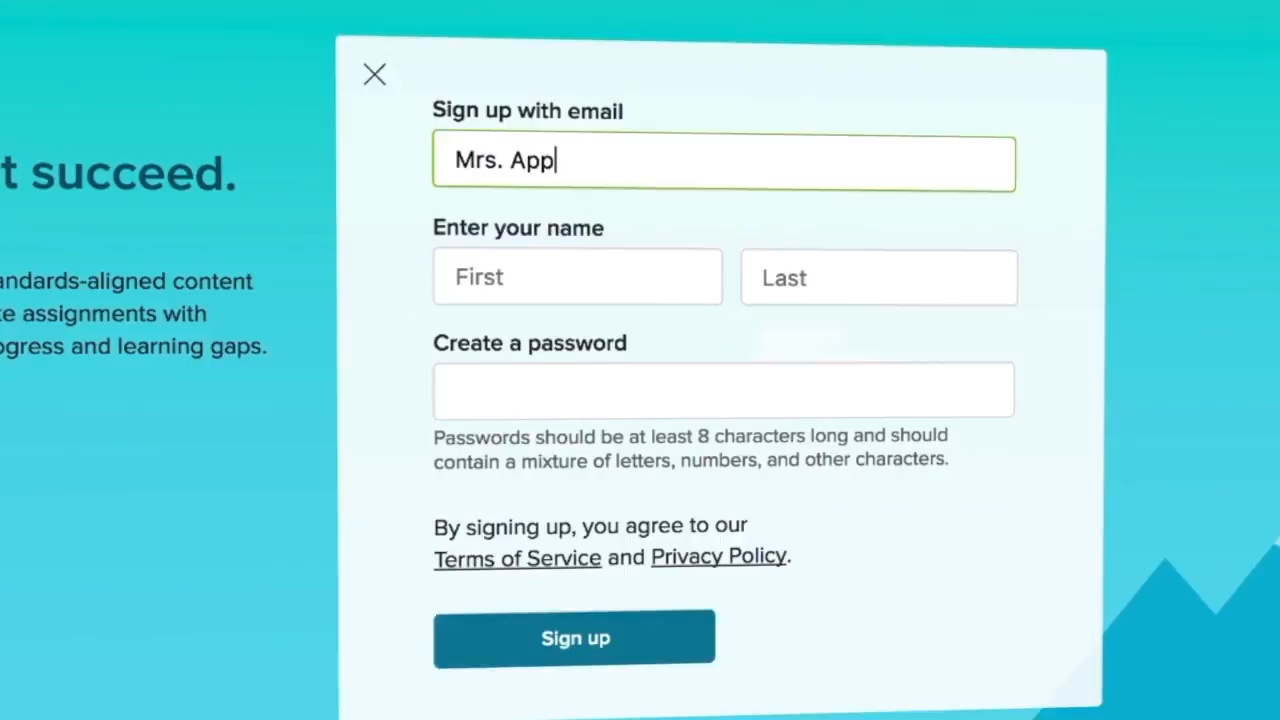 Sign up with email
Mrs. App
t succeed.
Enter your name
First Last
andards-aligned content
te assignments with
ogress and learning gaps.
Create a password
Passwords should be at least 8 characters long and should
contain a mixture of letters, numbers, and other characters.
By signing up, you agree to our
Terms of Service and Privacy Policy.
Sign up